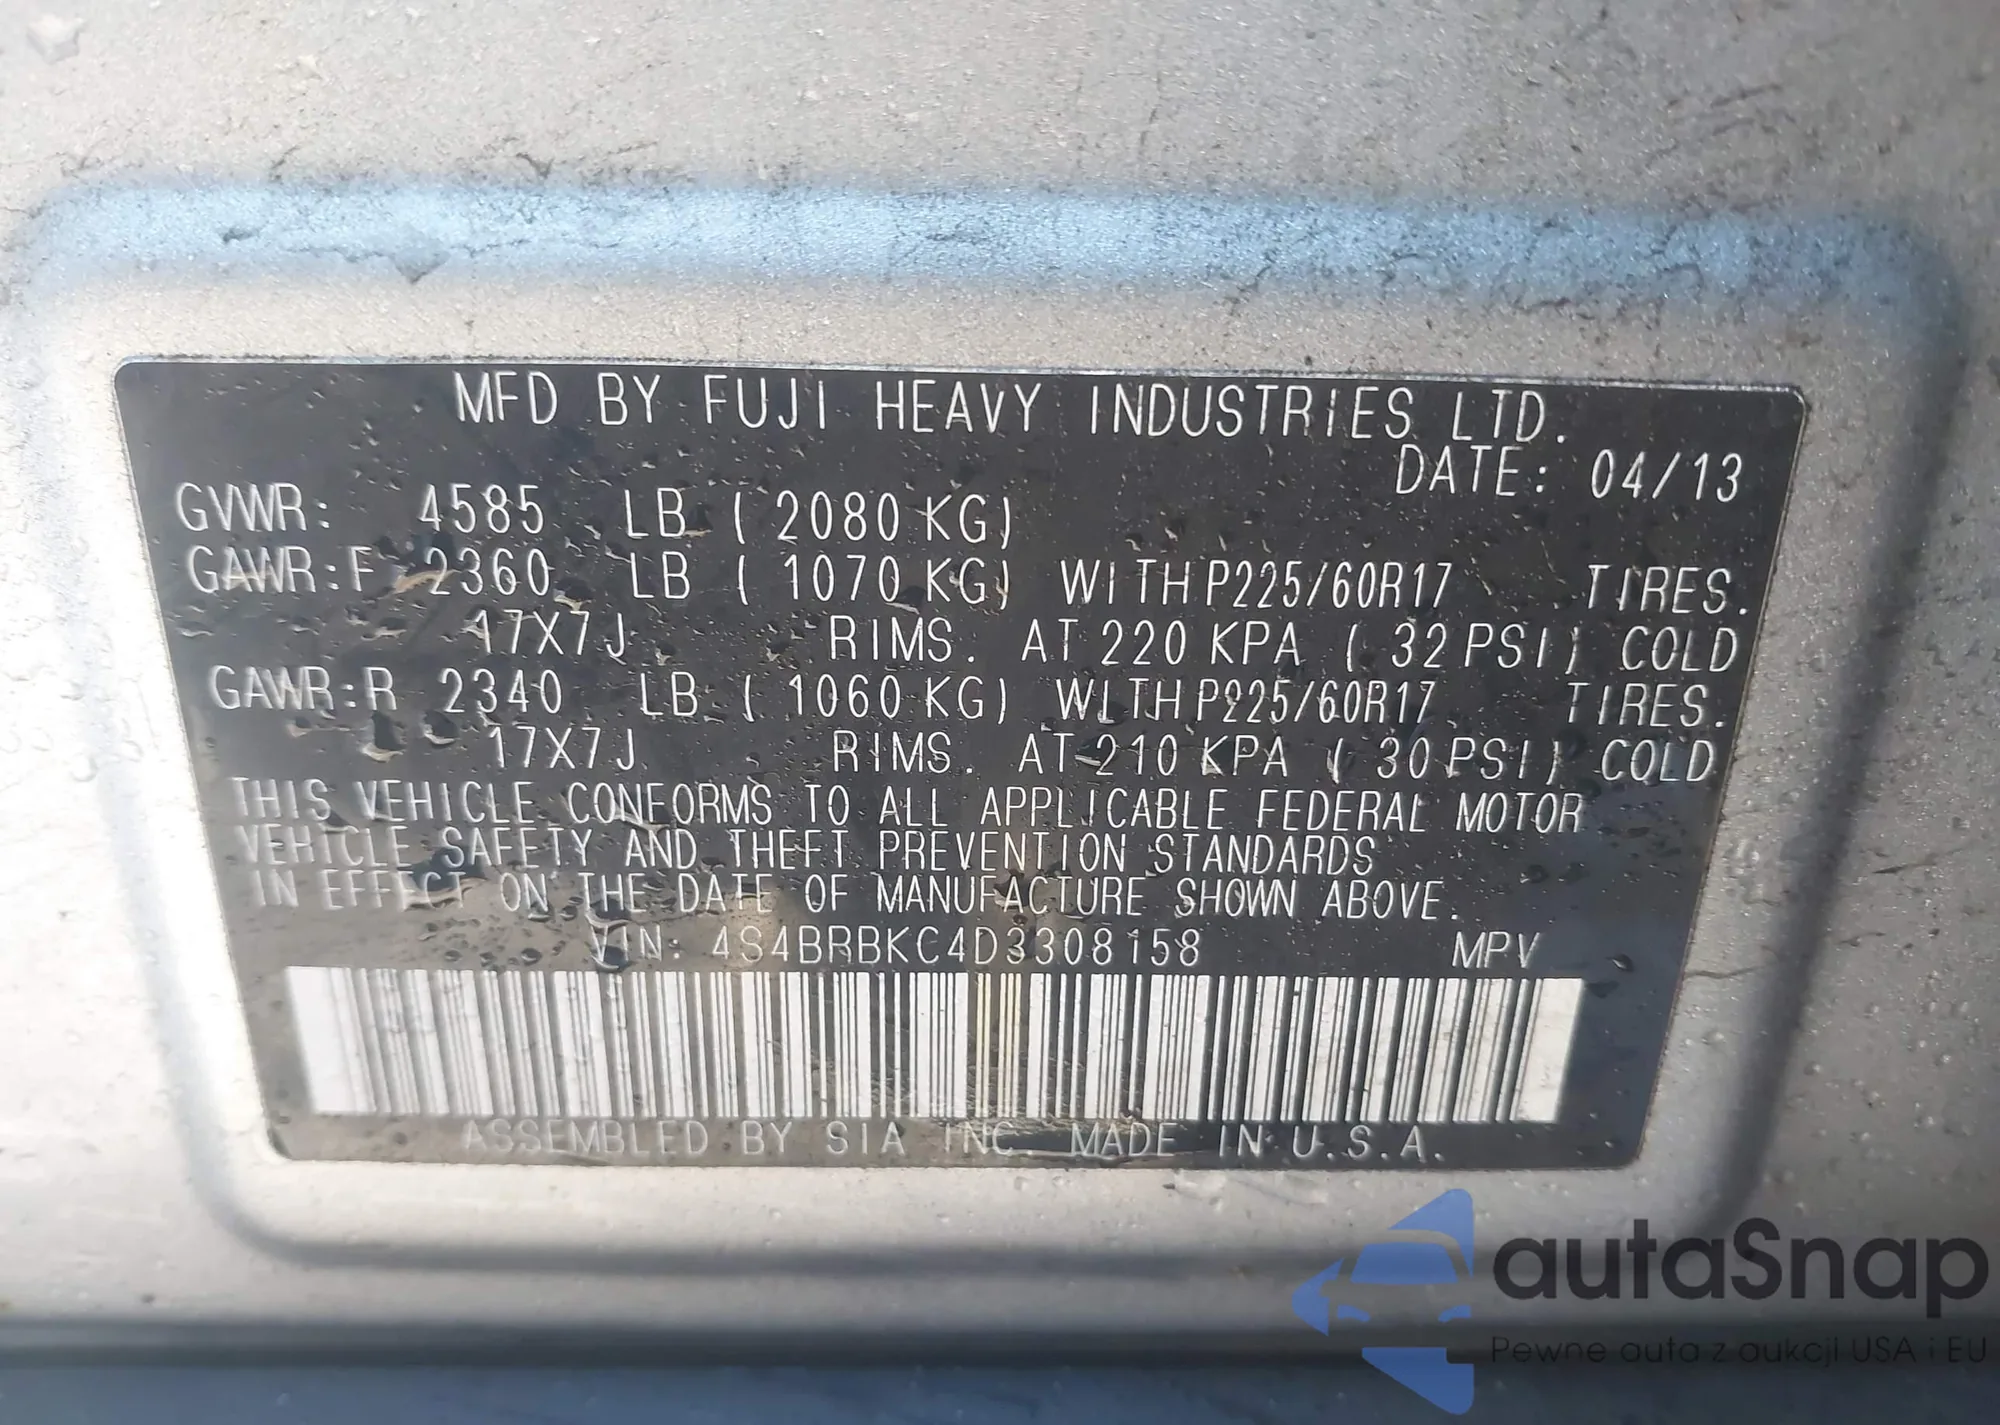 MFD BY FUJI HEAVY INDUSTRIES LTD.
DATE: 04/13
GVWR: 4585 LB ( 2080 KG)
GAWR:F 2360 LB ( 1070 KG) WITH P225/60R17 TIRES.
17X7J RIMS. AT 220 KPA ( 32 PSI) COLD
GAWR:R 2340 LB ( 1060 KG) WITH P225/60R17 TIRES.
17X7J RIMS. AT 210 KPA ( 30 PSI) COLD
THIS VEHICLE CONFORMS TO ALL APPLICABLE FEDERAL MOTOR
VEHICLE SAFETY AND THEFT PREVENTION STANDARDS
IN EFFECT ON THE DATE OF MANUFACTURE SHOWN ABOVE.
VIN: 4S4BRBKC4D3308158 MPV
ASSEMBLED BY SIA INC. MADE IN U.S.A.
autaSnap
Pewne auta z aukcji USA i EU